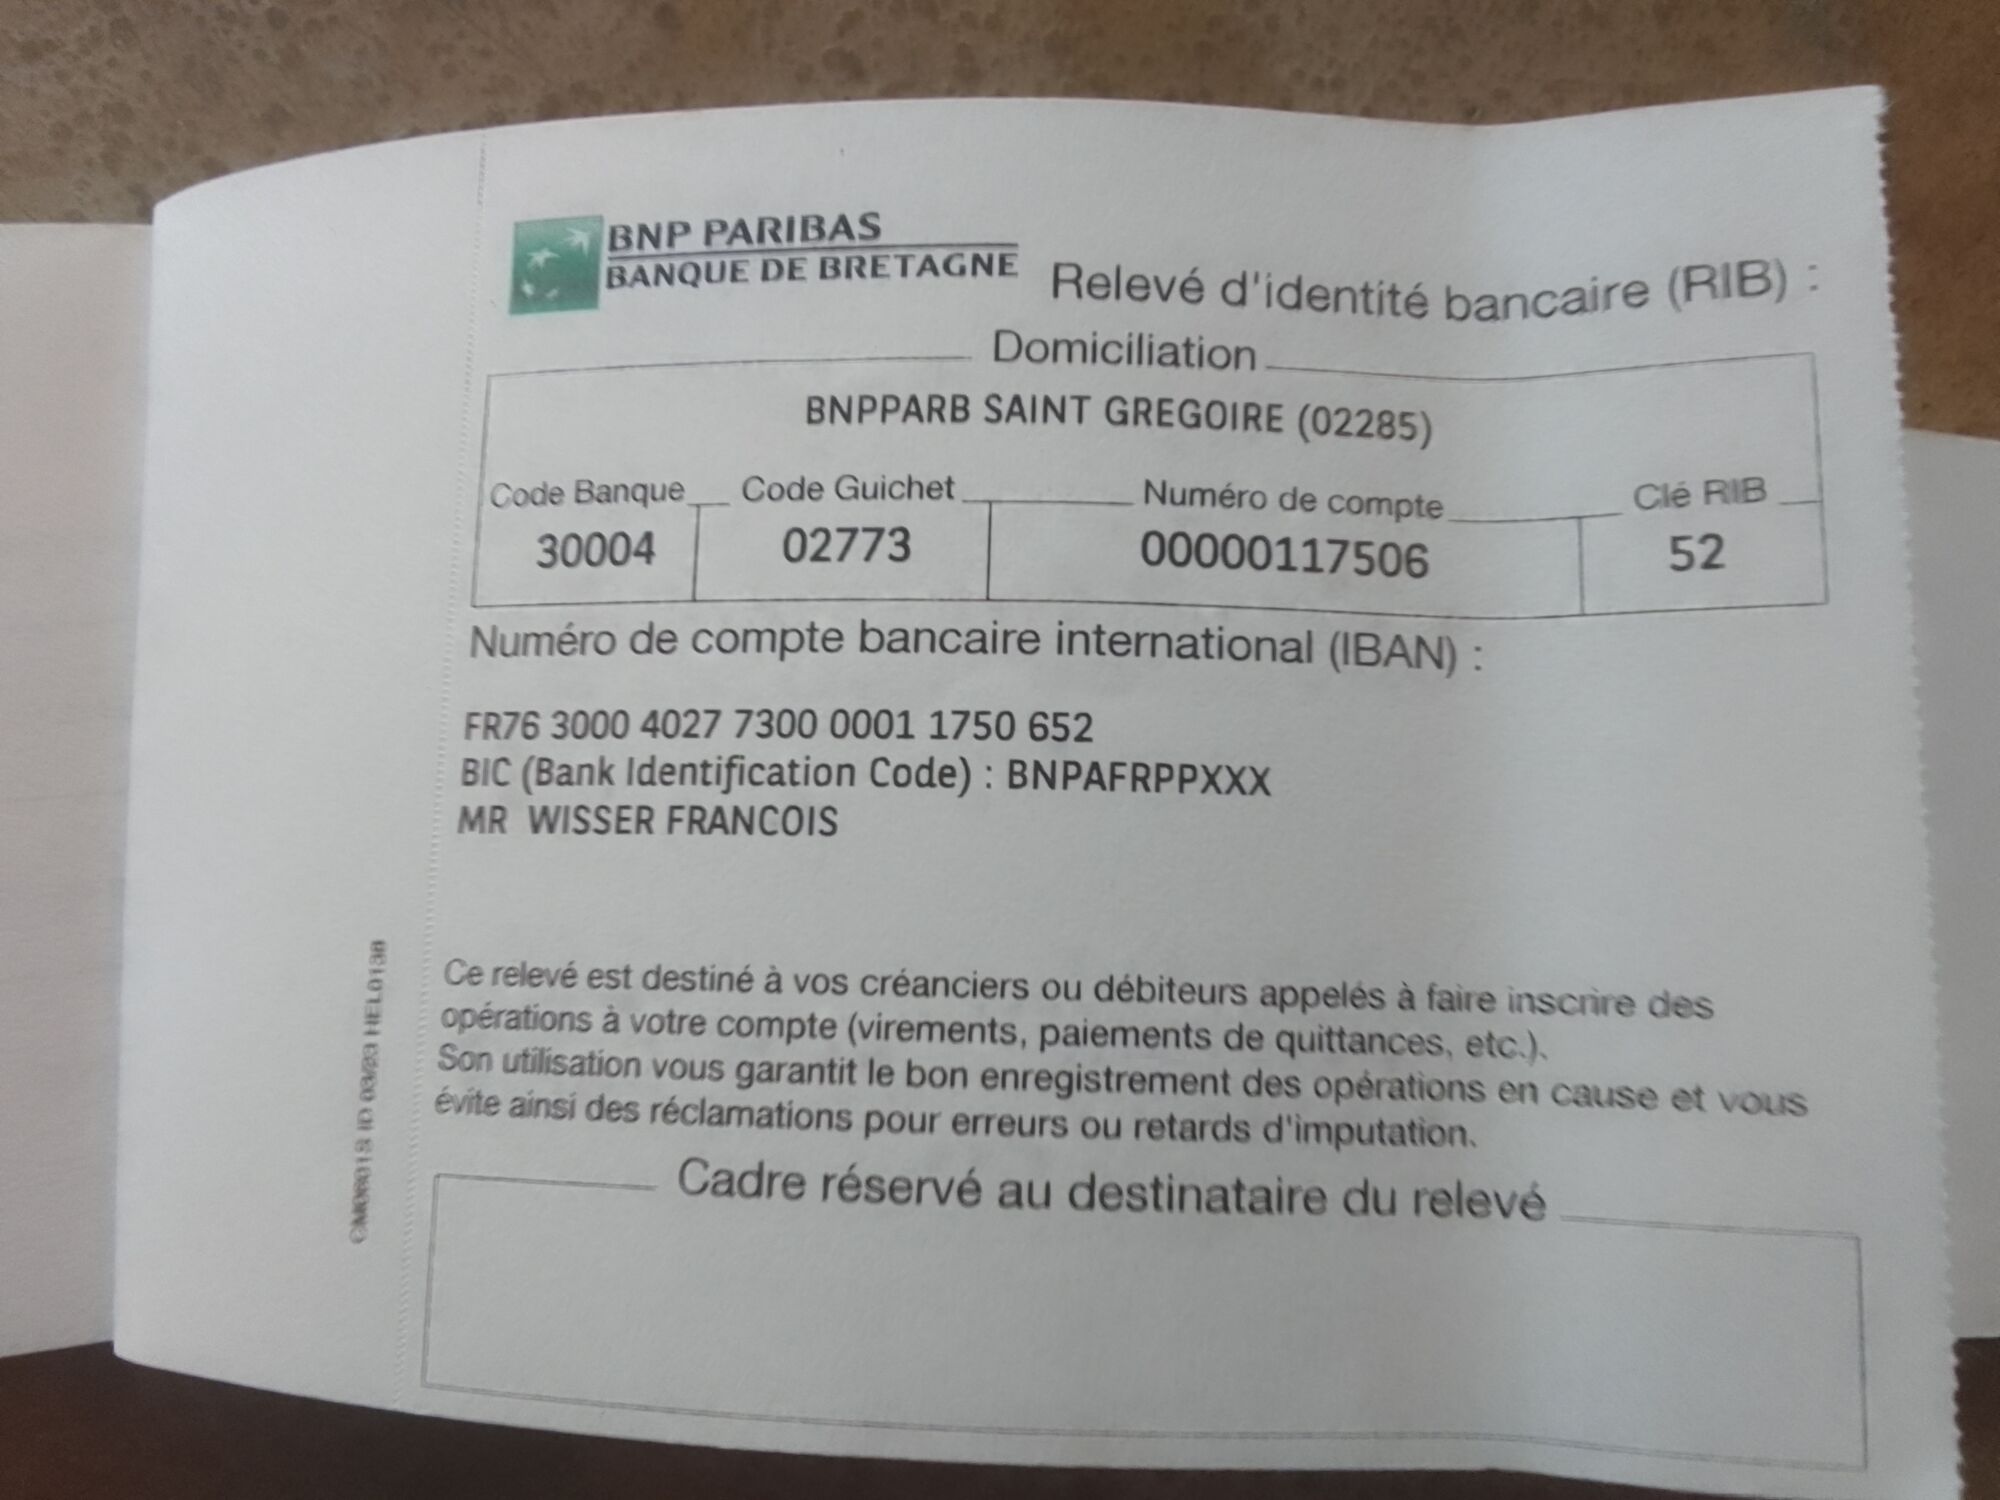 BNP PARIBAS
BANQUE DE BRETAGNE
Relevé d'identité bancaire (RIB) :
Domiciliation
BNPPARB SAINT GREGOIRE (02285)
Code Banque Code Guichet Numéro de compte Clé RIB
30004 02773 00000117506 52
Numéro de compte bancaire international (IBAN) :
FR76 3000 4027 7300 0001 1750 652
BIC (Bank Identification Code) : BNPAFRPPXXX
MR WISSER FRANCOIS
Ce relevé est destiné à vos créanciers ou débiteurs appelés à faire inscrire des
opérations à votre compte (virements, paiements de quittances, etc.).
Son utilisation vous garantit le bon enregistrement des opérations en cause et vous
évite ainsi des réclamations pour erreurs ou retards d'imputation.
Cadre réservé au destinataire du relevé